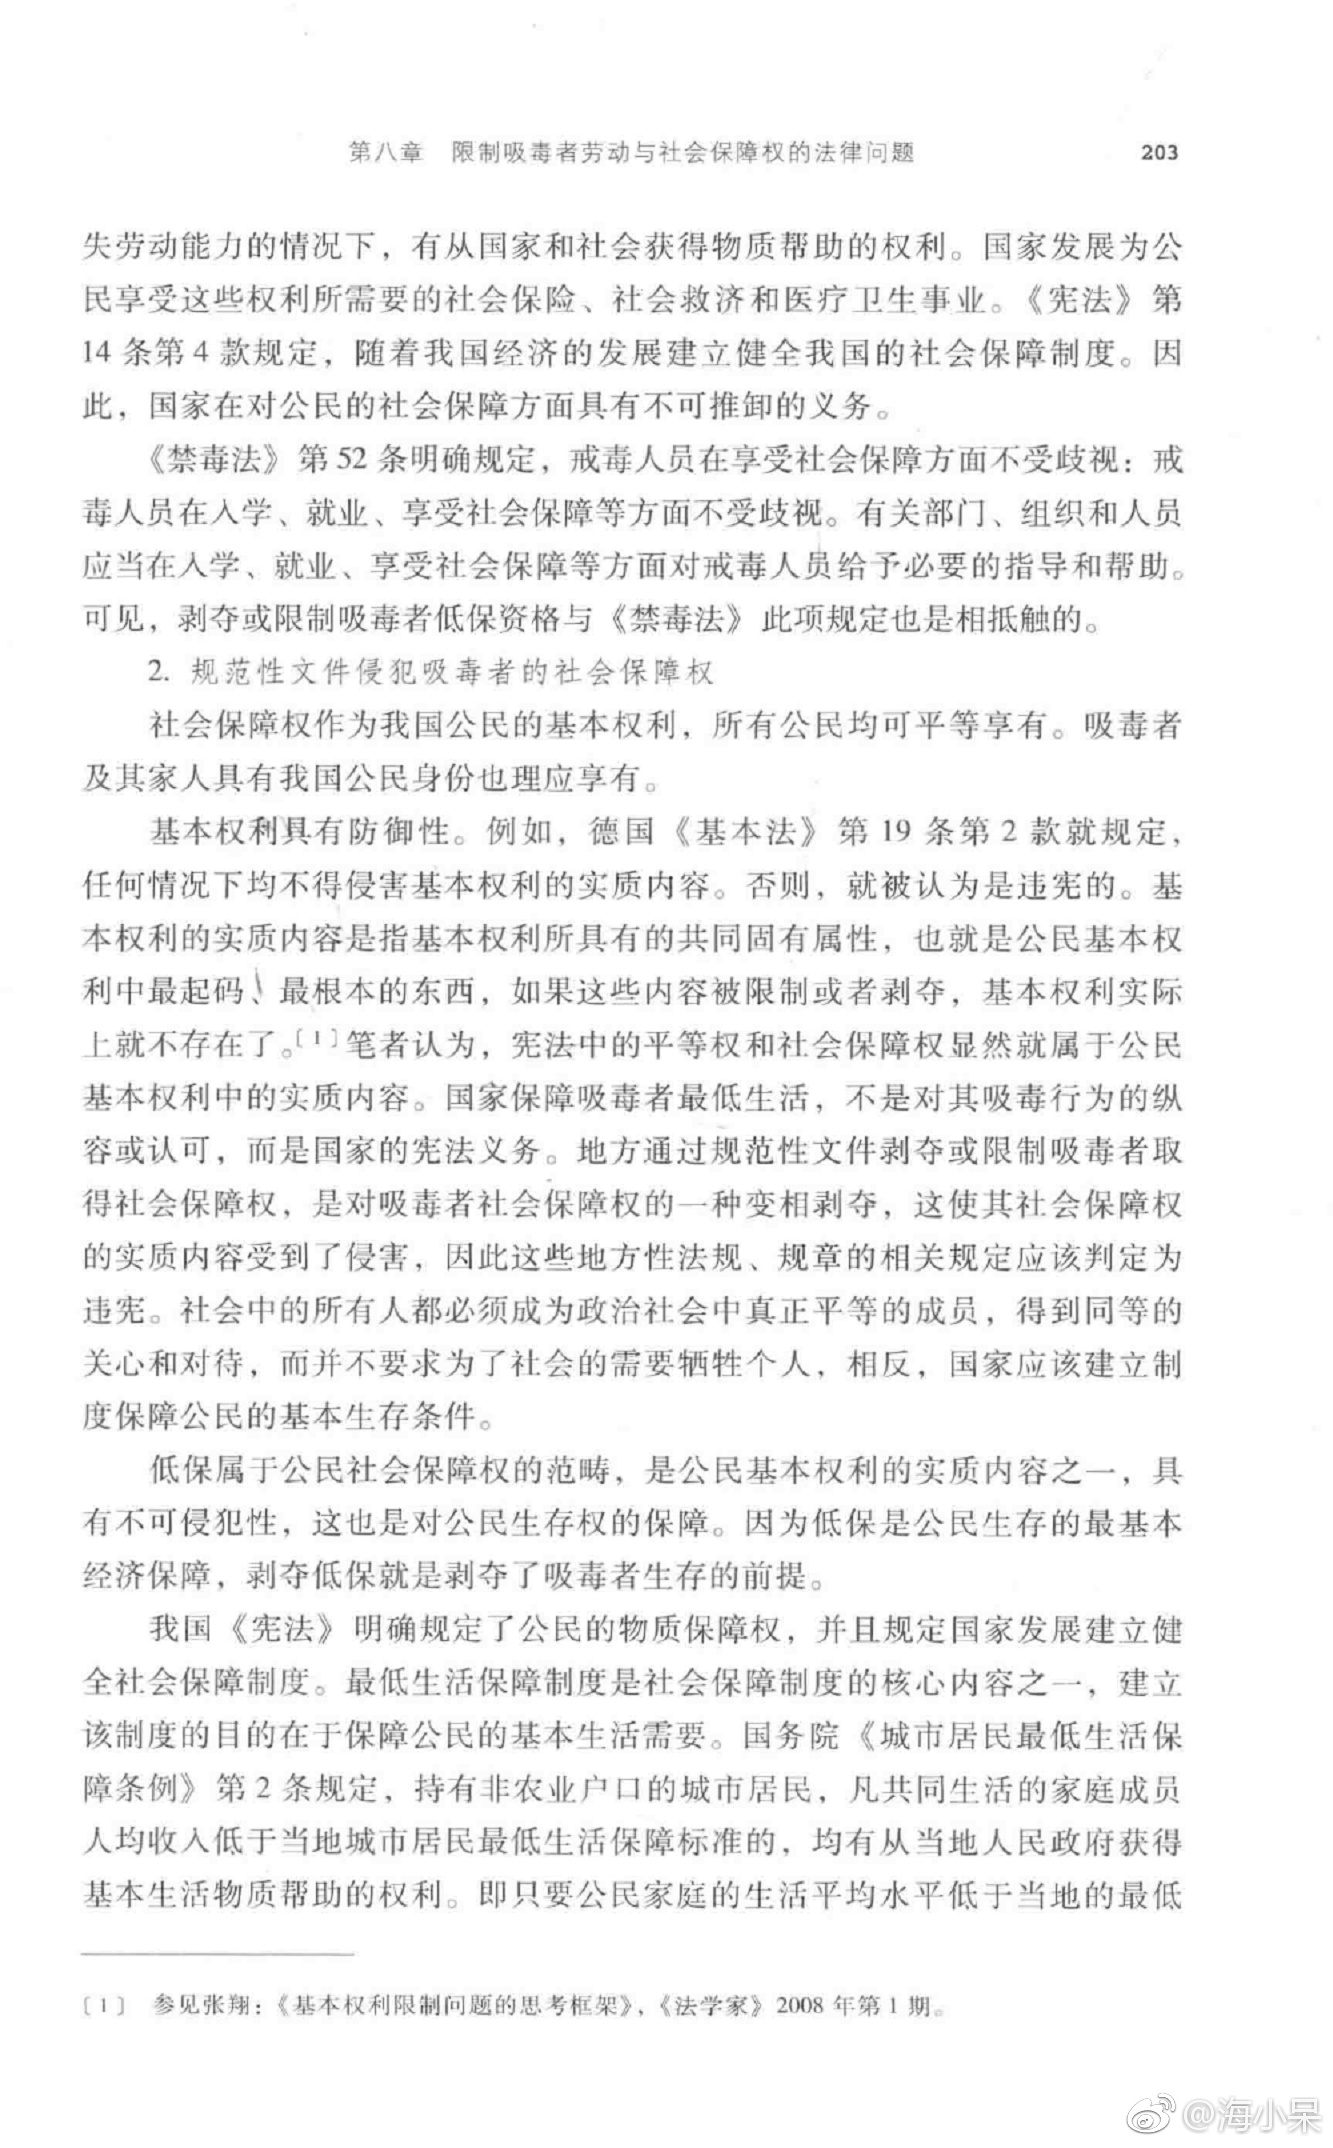 第八章 限制吸毒者劳动与社会保障权的法律问题 203
失劳动能力的情况下，有从国家和社会获得物质帮助的权利。国家发展为公
民享受这些权利所需要的社会保险、社会救济和医疗卫生事业。《宪法》第
14 条第 4 款规定，随着我国经济的发展建立健全我国的社会保障制度。因
此，国家在对公民的社会保障方面具有不可推卸的义务。
《禁毒法》第 52 条明确规定，戒毒人员在享受社会保障方面不受歧视：戒
毒人员在入学、就业、享受社会保障等方面不受歧视。有关部门、组织和人员
应当在入学、就业、享受社会保障等方面对戒毒人员给予必要的指导和帮助。
可见，剥夺或限制吸毒者低保资格与《禁毒法》此项规定也是相抵触的。
2. 规范性文件侵犯吸毒者的社会保障权
社会保障权作为我国公民的基本权利，所有公民均可平等享有。吸毒者
及其家人具有我国公民身份也理应享有。
基本权利具有防御性。例如，德国《基本法》第 19 条第 2 款就规定，
任何情况下均不得侵害基本权利的实质内容。否则，就被认为是违宪的。基
本权利的实质内容是指基本权利所具有的共同固有属性，也就是公民基本权
利中最起码、最根本的东西，如果这些内容被限制或者剥夺，基本权利实际
上就不存在了。〔1〕笔者认为，宪法中的平等权和社会保障权显然就属于公民
基本权利中的实质内容。国家保障吸毒者最低生活，不是对其吸毒行为的纵
容或认可，而是国家的宪法义务。地方通过规范性文件剥夺或限制吸毒者取
得社会保障权，是对吸毒者社会保障权的一种变相剥夺，这使其社会保障权
的实质内容受到了侵害，因此这些地方性法规、规章的相关规定应该判定为
违宪。社会中的所有人都必须成为政治社会中真正平等的成员，得到同等的
关心和对待，而并不要求为了社会的需要牺牲个人，相反，国家应该建立制
度保障公民的基本生存条件。
低保属于公民社会保障权的范畴，是公民基本权利的实质内容之一，具
有不可侵犯性，这也是对公民生存权的保障。因为低保是公民生存的最基本
经济保障，剥夺低保就是剥夺了吸毒者生存的前提。
我国《宪法》明确规定了公民的物质保障权，并且规定国家发展建立健
全社会保障制度。最低生活保障制度是社会保障制度的核心内容之一，建立
该制度的目的在于保障公民的基本生活需要。国务院《城市居民最低生活保
障条例》第 2 条规定，持有非农业户口的城市居民，凡共同生活的家庭成员
人均收入低于当地城市居民最低生活保障标准的，均有从当地人民政府获得
基本生活物质帮助的权利。即只要公民家庭的生活平均水平低于当地的最低
〔1〕 参见张翔：《基本权利限制问题的思考框架》，《法学家》2008 年第 1 期。
@海小呆